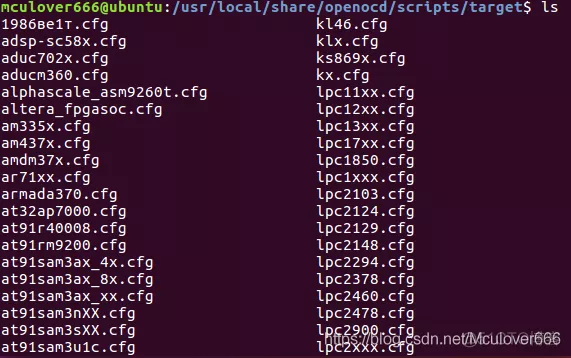 mculover666@ubuntu:/usr/local/share/openocd/scripts/target$ ls
1986ве1т.cfg kl46.cfg
adsp-sc58x.cfg klx.cfg
aduc702x.cfg ks869x.cfg
aducm360.cfg kx.cfg
alphascale_asm9260t.cfg lpc11xx.cfg
altera_fpgasoc.cfg lpc12xx.cfg
am335x.cfg lpc13xx.cfg
am437x.cfg lpc17xx.cfg
amdm37x.cfg lpc1850.cfg
ar71xx.cfg lpc1xxx.cfg
armada370.cfg lpc2103.cfg
at32ap7000.cfg lpc2124.cfg
at91r40008.cfg lpc2129.cfg
at91rm9200.cfg lpc2148.cfg
at91sam3ax_4x.cfg lpc2294.cfg
at91sam3ax_8x.cfg lpc2378.cfg
at91sam3ax_xx.cfg lpc2460.cfg
at91sam3nXX.cfg lpc2478.cfg
at91sam3sXX.cfg lpc2900.cfg
at91sam3u1c.cfg lpc2xxx.cfg
https://blog.csdn.net/Mculover666